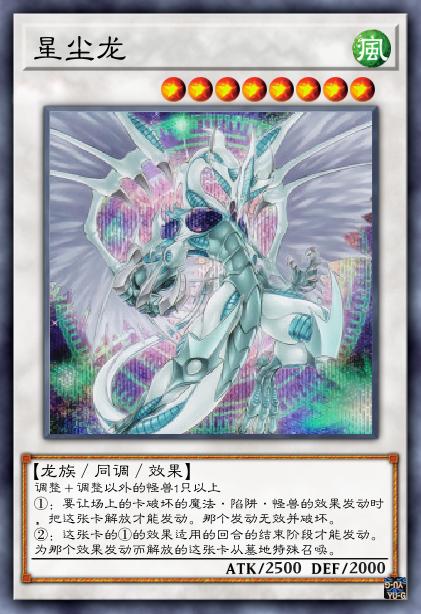 星尘龙
風
【龙族/同调/效果】
调整+调整以外的怪兽1只以上
①：要让场上的卡破坏的魔法·陷阱·怪兽的效果发动时
，把这张卡解放才能发动。那个发动无效并破坏。
②：这张卡的①的效果适用的回合的结束阶段才能发动。
为那个效果发动而解放的这张卡从墓地特殊召唤。
ATK/2500 DEF/2000